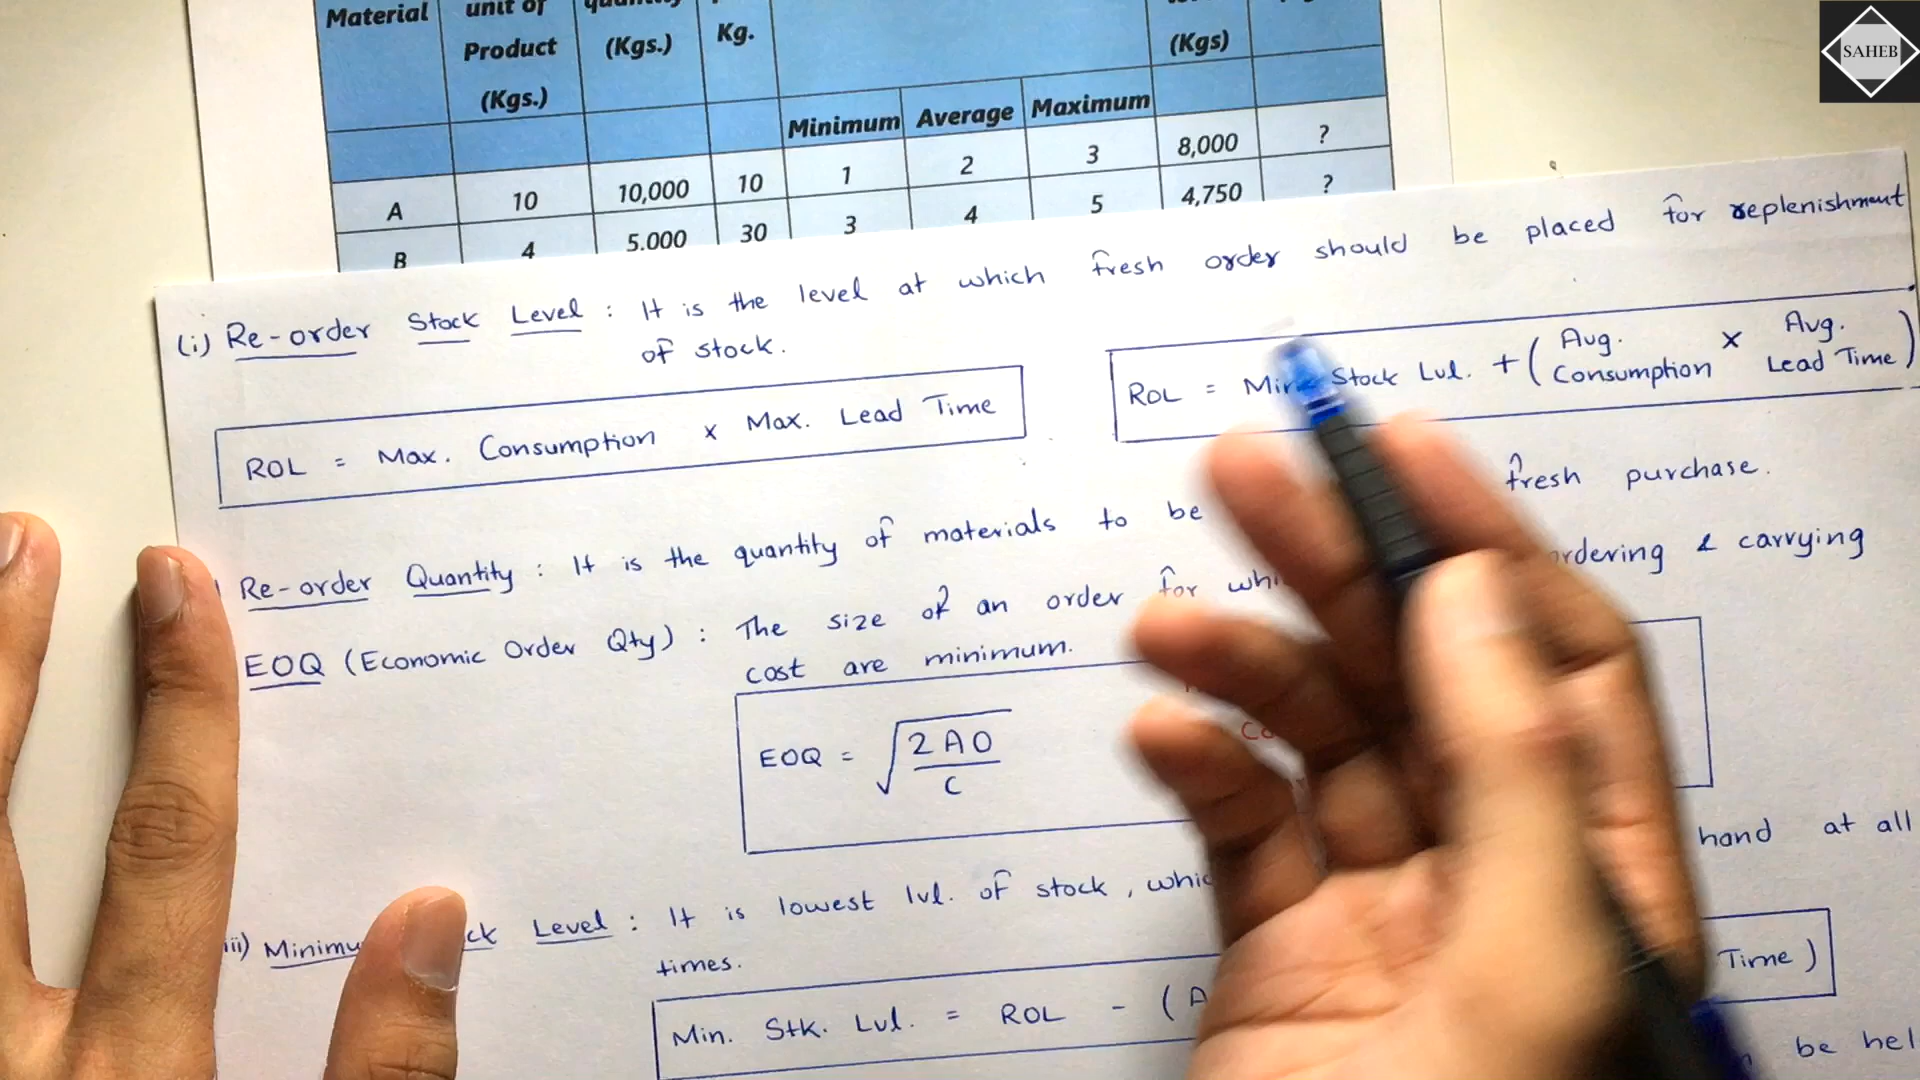 SAHEB
Material unit of Product (Kgs.) (Kgs.) Kg. (Kgs)
Minimum Average Maximum
A 10 10,000 10 1 2 3 8,000 ?
B 4 5.000 30 3 4 5 4,750 ?
(i) Re-order Stock Level : It is the level at which fresh order should be placed for replenishment
of stock.
ROL = Max. Consumption x Max. Lead Time
ROL = Min. Stock Lvl. + ( Avg. Consumption x Avg. Lead Time )
Re-order Quantity : It is the quantity of materials to be fresh purchase.
EOQ (Economic Order Qty) : The size of an order for ordering & carrying
cost are minimum.
EOQ = √ 2AO / C
iii) Level : It is lowest lvl. of stock, hand at all
times.
Min. Stk. Lvl. = ROL - ( Time )
be